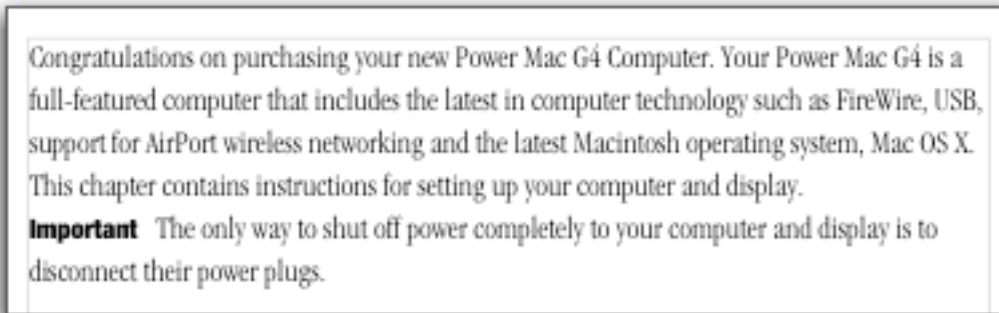 Congratulations on purchasing your new Power Mac G4 Computer. Your Power Mac G4 is a
full-featured computer that includes the latest in computer technology such as FireWire, USB,
support for AirPort wireless networking and the latest Macintosh operating system, Mac OS X.
This chapter contains instructions for setting up your computer and display.
Important The only way to shut off power completely to your computer and display is to
disconnect their power plugs.